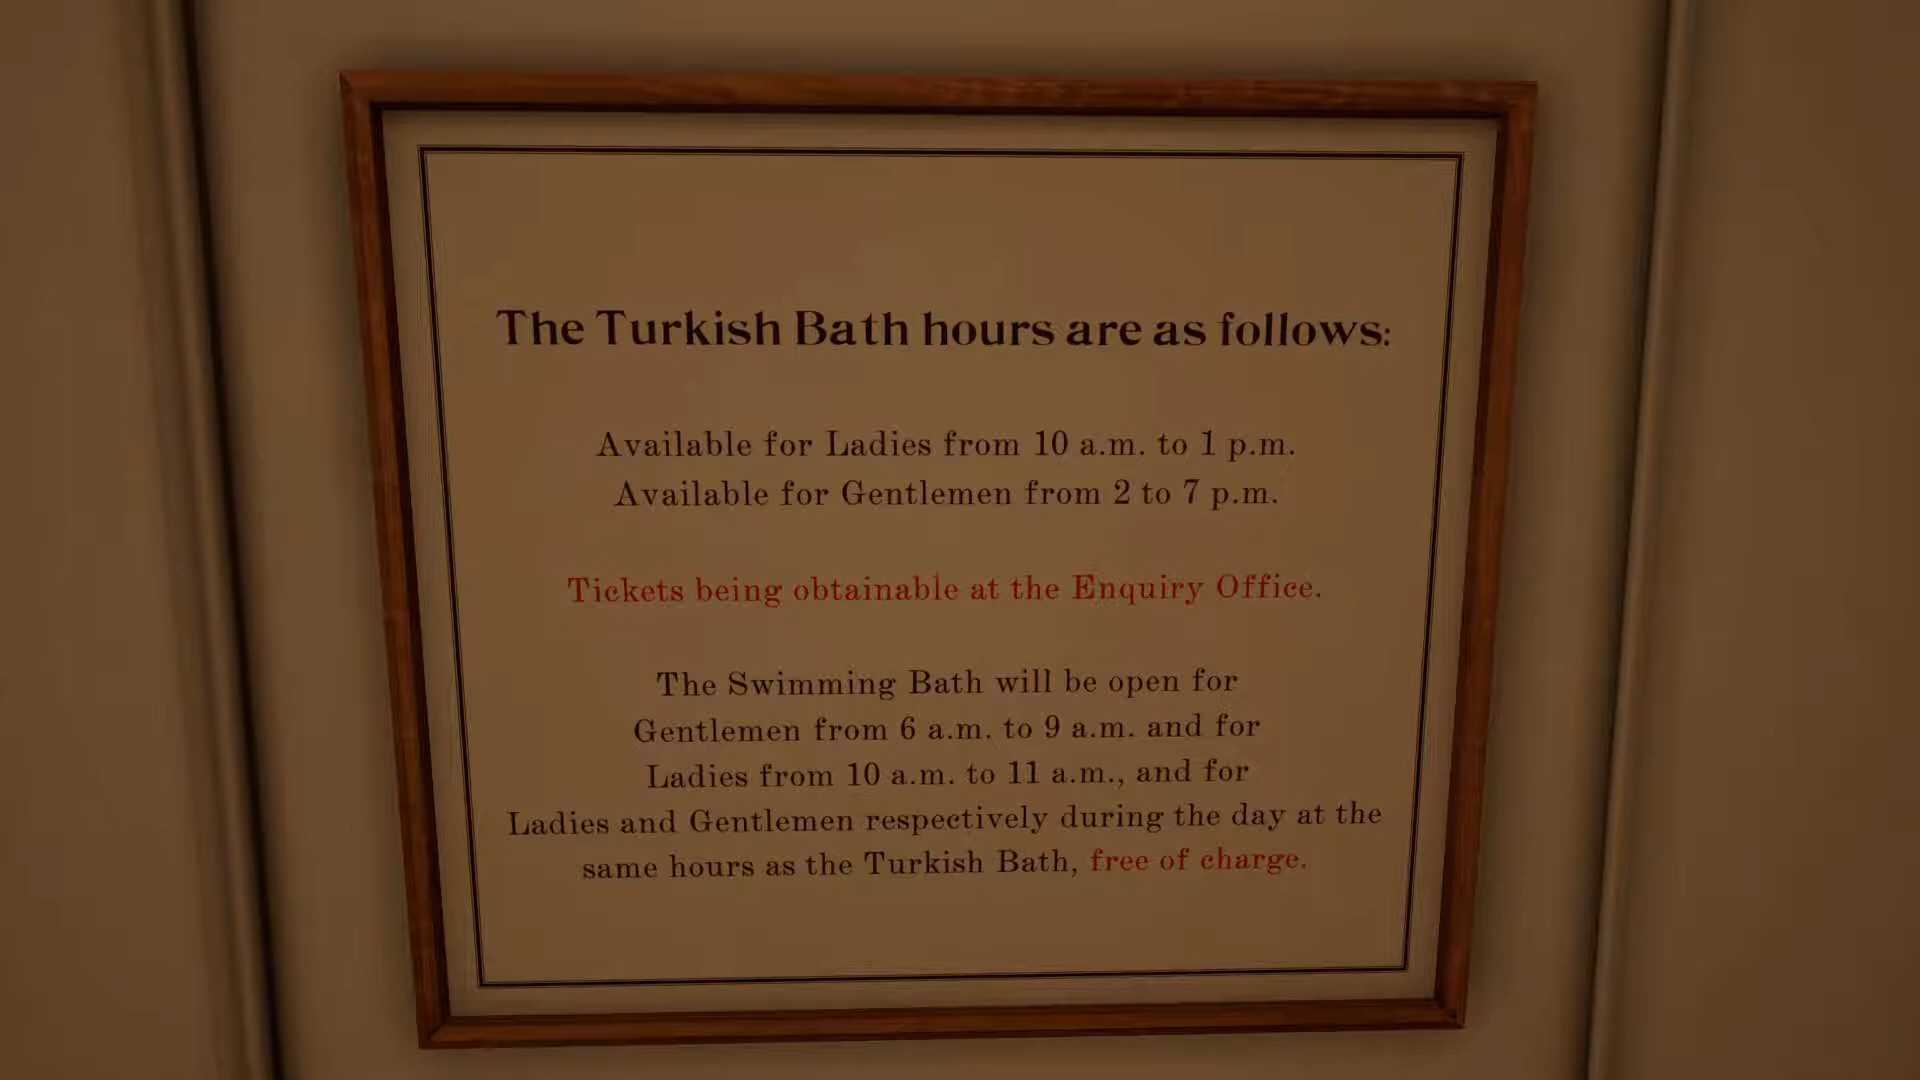 The Turkish Bath hours are as follows:
Available for Ladies from 10 a.m. to 1 p.m.
Available for Gentlemen from 2 to 7 p.m.
Tickets being obtainable at the Enquiry Office.
The Swimming Bath will be open for
Gentlemen from 6 a.m. to 9 a.m. and for
Ladies from 10 a.m. to 11 a.m., and for
Ladies and Gentlemen respectively during the day at the
same hours as the Turkish Bath, free of charge.